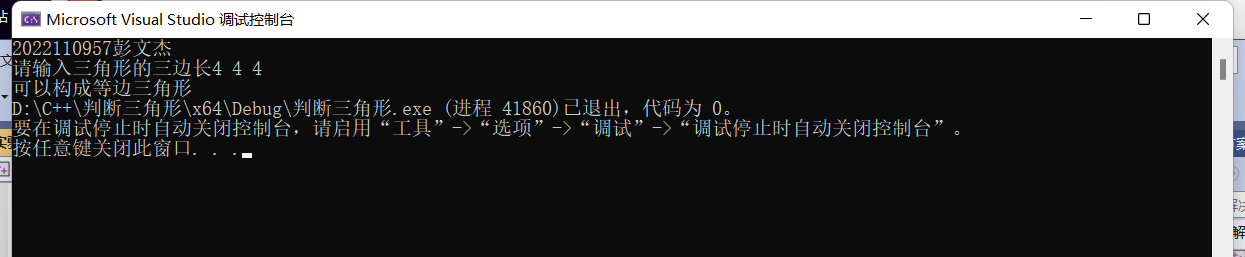 Microsoft Visual Studio 调试控制台
2022110957彭文杰
请输入三角形的三边长4 4 4
可以构成等边三角形
D:\C++\判断三角形\x64\Debug\判断三角形.exe (进程 41860)已退出，代码为 0。
要在调试停止时自动关闭控制台，请启用“工具”->“选项”->“调试”->“调试停止时自动关闭控制台”。
按任意键关闭此窗口. . .